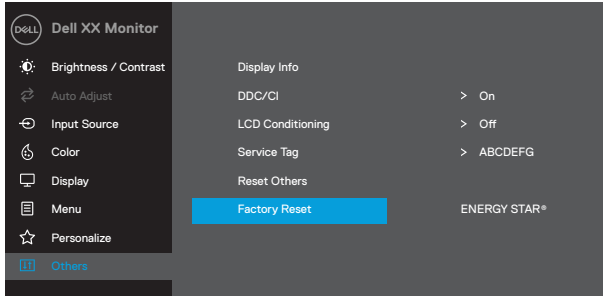 DELL Dell XX Monitor
Brightness / Contrast
Auto Adjust
Input Source
Color
Display
Menu
Personalize
Others
Display Info
DDC/CI > On
LCD Conditioning > Off
Service Tag > ABCDEFG
Reset Others
Factory Reset ENERGY STAR®